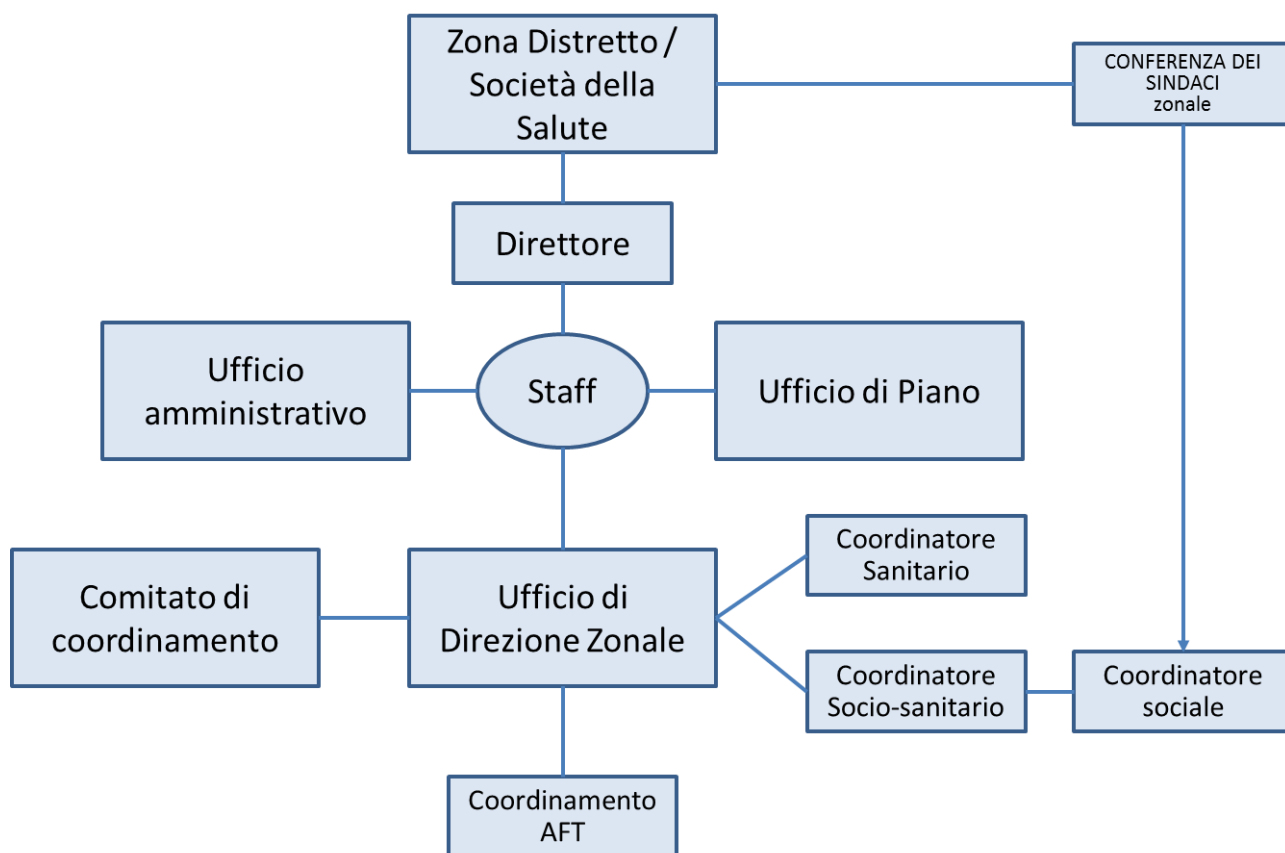 Zona Distretto /
Società della
Salute
CONFERENZA DEI
SINDACI
zonale
Direttore
Ufficio
amministrativo
Staff
Ufficio di Piano
Comitato di
coordinamento
Ufficio di
Direzione Zonale
Coordinatore
Sanitario
Coordinatore
Socio-sanitario
Coordinatore
sociale
Coordinamento
AFT